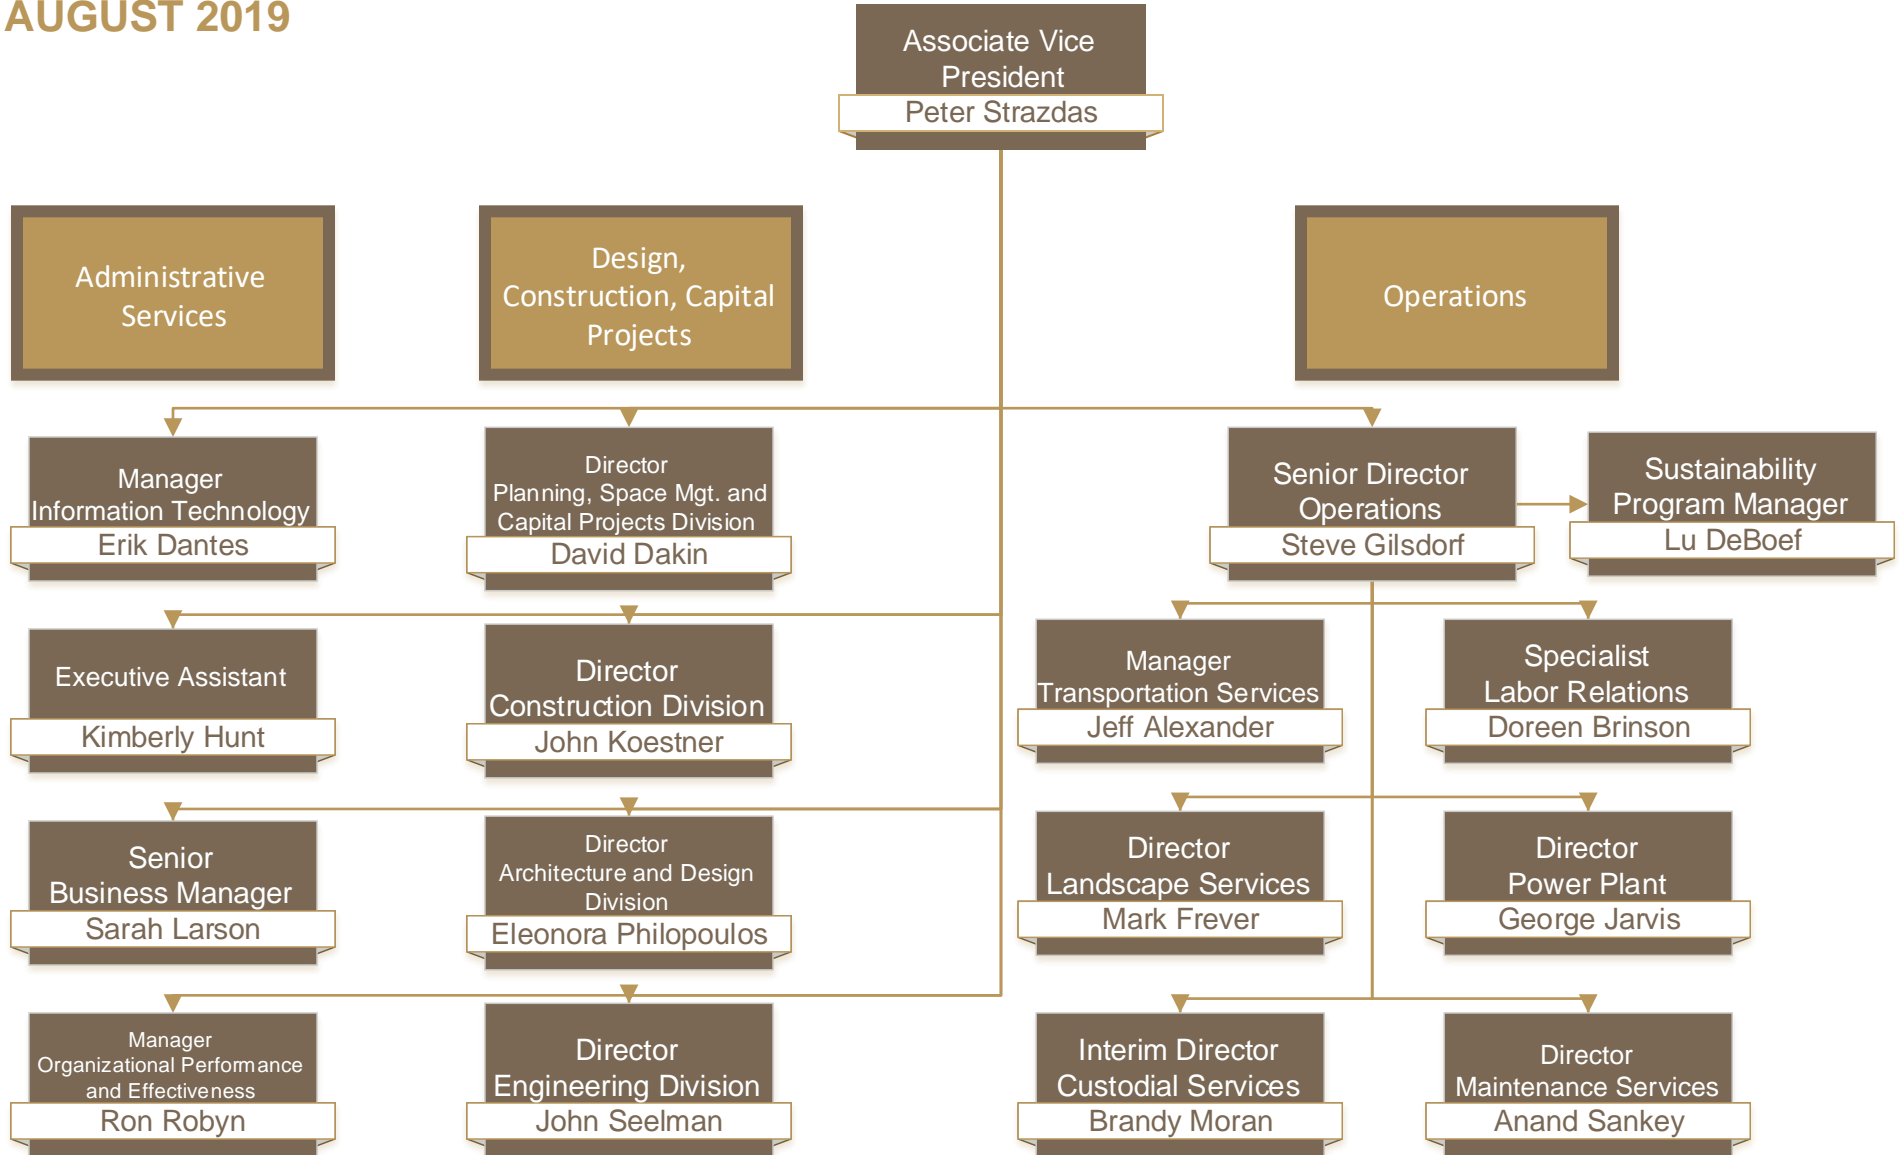 AUGUST 2019
Associate Vice
President
Peter Strazdas
Administrative
Services
Design,
Construction, Capital
Projects
Operations
Manager
Information Technology
Erik Dantes
Director
Planning, Space Mgt. and
Capital Projects Division
David Dakin
Senior Director
Operations
Steve Gilsdorf
Sustainability
Program Manager
Lu DeBoef
Executive Assistant
Kimberly Hunt
Director
Construction Division
John Koestner
Manager
Transportation Services
Jeff Alexander
Specialist
Labor Relations
Doreen Brinson
Senior
Business Manager
Sarah Larson
Director
Architecture and Design
Division
Eleonora Philopoulos
Director
Landscape Services
Mark Frever
Director
Power Plant
George Jarvis
Manager
Organizational Performance
and Effectiveness
Ron Robyn
Director
Engineering Division
John Seelman
Interim Director
Custodial Services
Brandy Moran
Director
Maintenance Services
Anand Sankey